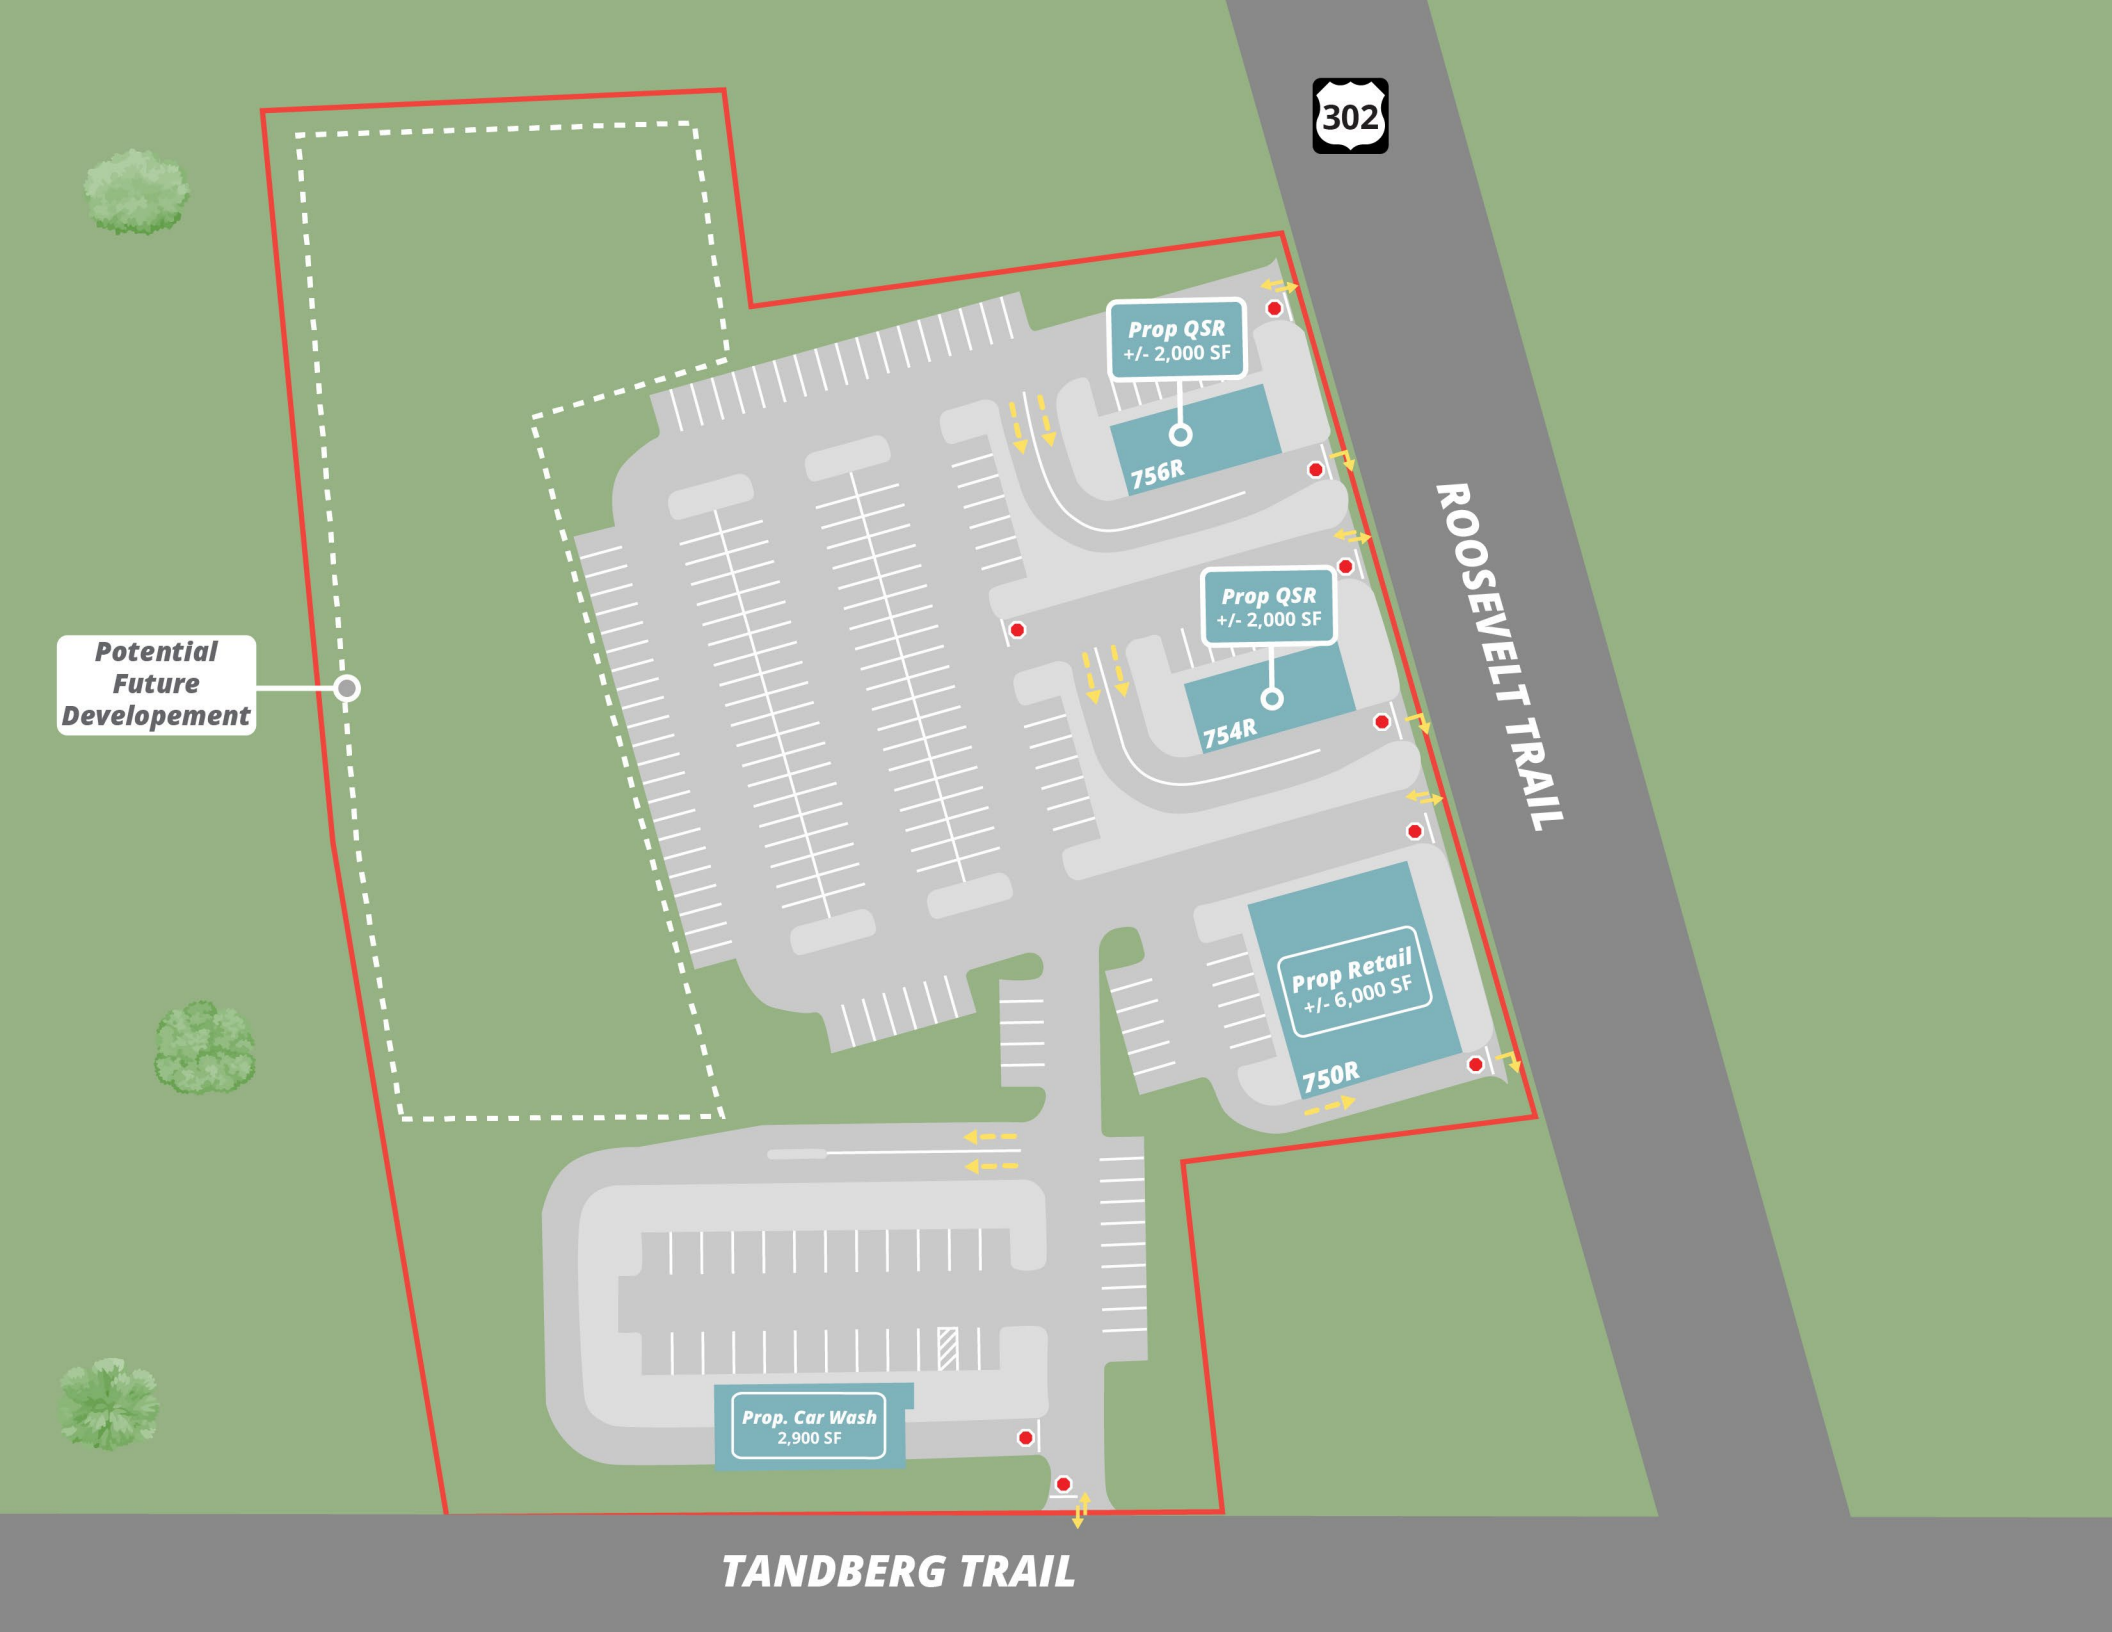 302
Prop QSR
+/- 2,000 SF
756R
ROOSEVELT TRAIL
Prop QSR
+/- 2,000 SF
754R
Potential
Future
Developement
Prop Retail
+/- 6,000 SF
750R
Prop. Car Wash
2,900 SF
TANDBERG TRAIL